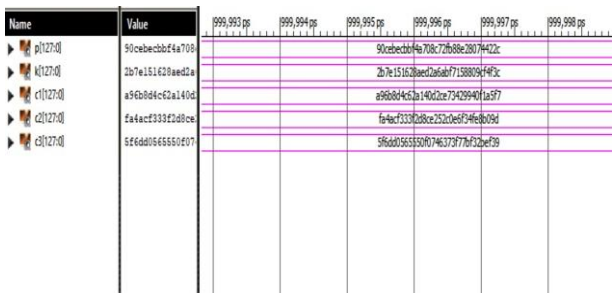 Name Value 999,993 ps 999,994 ps 999,995 ps 999,996 ps 999,997 ps 999,998 ps
p[127:0] 90cebecbbf4a708 90cebecbbf4a708c72fb88e28074422c
k[127:0] 2b7e151628aed2a 2b7e151628aed2a6abf7158809cf4f3c
c1[127:0] a96b8d4c62a140d a96b8d4c62a140d2ce73429940f1a5f7
c2[127:0] fa4acf333f2d8ce fa4acf333f2d8ce252c0e6f34fe8b09d
c3[127:0] 5f6dd0565550f07 5f6dd0565550f0746373f77bf32bef39